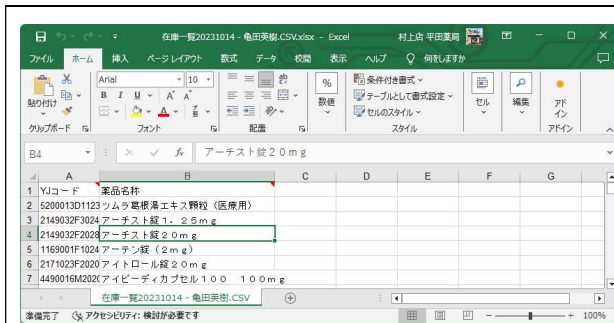 在庫一覧20231014 - 亀田英樹.CSV.xlsx - Excel 村上店 平田薬局
ファイル ホーム 挿入 ページ レイアウト 数式 データ 校閲 表示 ヘルプ 何をしますか
貼り付け
クリップボード
Arial 10
B I U A A
フォント
配置
% 数値
条件付き書式
テーブルとして書式設定
セルのスタイル
スタイル
セル
編集
アドイン
アドイン
B4 fx アーチスト錠20mg
A B C D E F G
1 YJコード 薬品名称
2 5200013D1123 ツムラ葛根湯エキス顆粒(医療用)
3 2149032F3024 アーチスト錠1.25mg
4 2149032F2028 アーチスト錠20mg
5 1169001F1024 アーテン錠(2mg)
6 2171023F2020 アイトロール錠20mg
7 4490016M202 アイピーディカプセル100 100mg
在庫一覧20231014 - 亀田英樹.CSV
準備完了 アクセシビリティ: 検討が必要です 100%